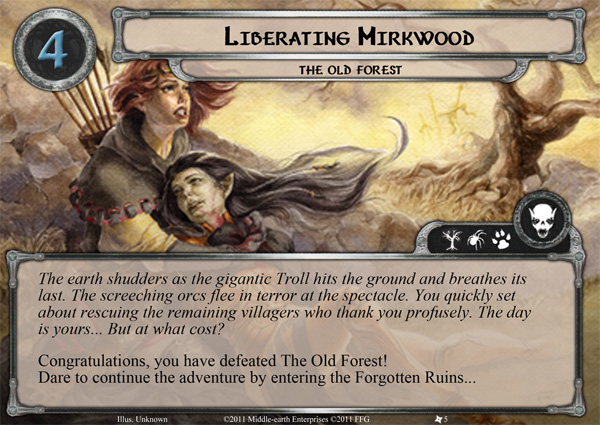 4
Liberating Mirkwood
The Old Forest
The earth shudders as the gigantic Troll hits the ground and breathes its
last. The screeching orcs flee in terror at the spectacle. You quickly set
about rescuing the remaining villagers who thank you profusely. The day
is yours... But at what cost?
Congratulations, you have defeated The Old Forest!
Dare to continue the adventure by entering the Forgotten Ruins...
Illus. Unknown ©2011 Middle-earth Enterprises ©2011 FFG 5